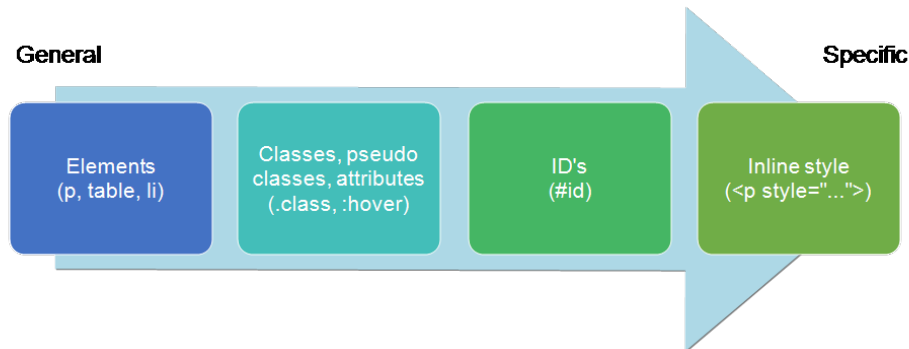 General
Specific
Elements
(p, table, li)
Classes, pseudo
classes, attributes
(.class, :hover)
ID's
(#id)
Inline style
(<p style="...">)